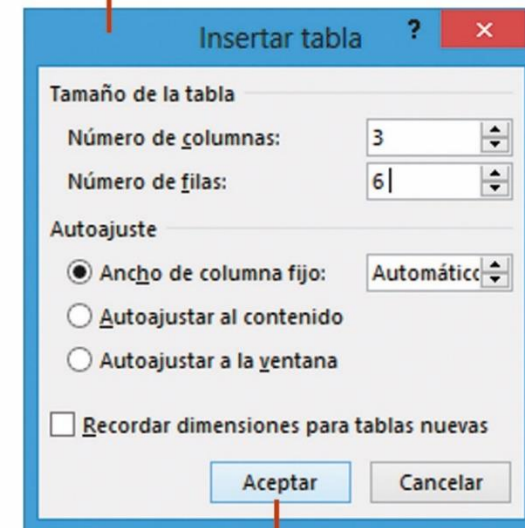 Insertar tabla ? ×
Tamaño de la tabla
Número de columnas: 3
Número de filas: 6
Autoajuste
Ancho de columna fijo: Automático
Autoajustar al contenido
Autoajustar a la ventana
Recordar dimensiones para tablas nuevas
Aceptar Cancelar